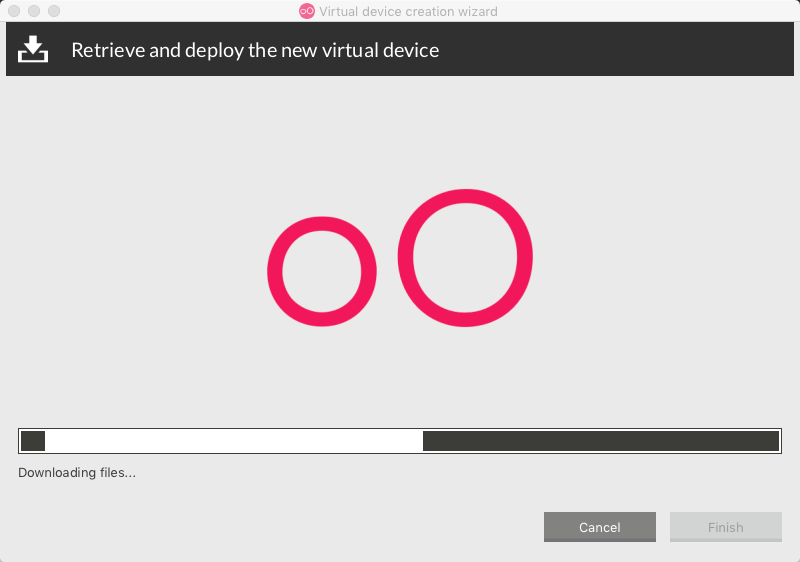 Virtual device creation wizard
Retrieve and deploy the new virtual device
Downloading files...
Cancel
Finish